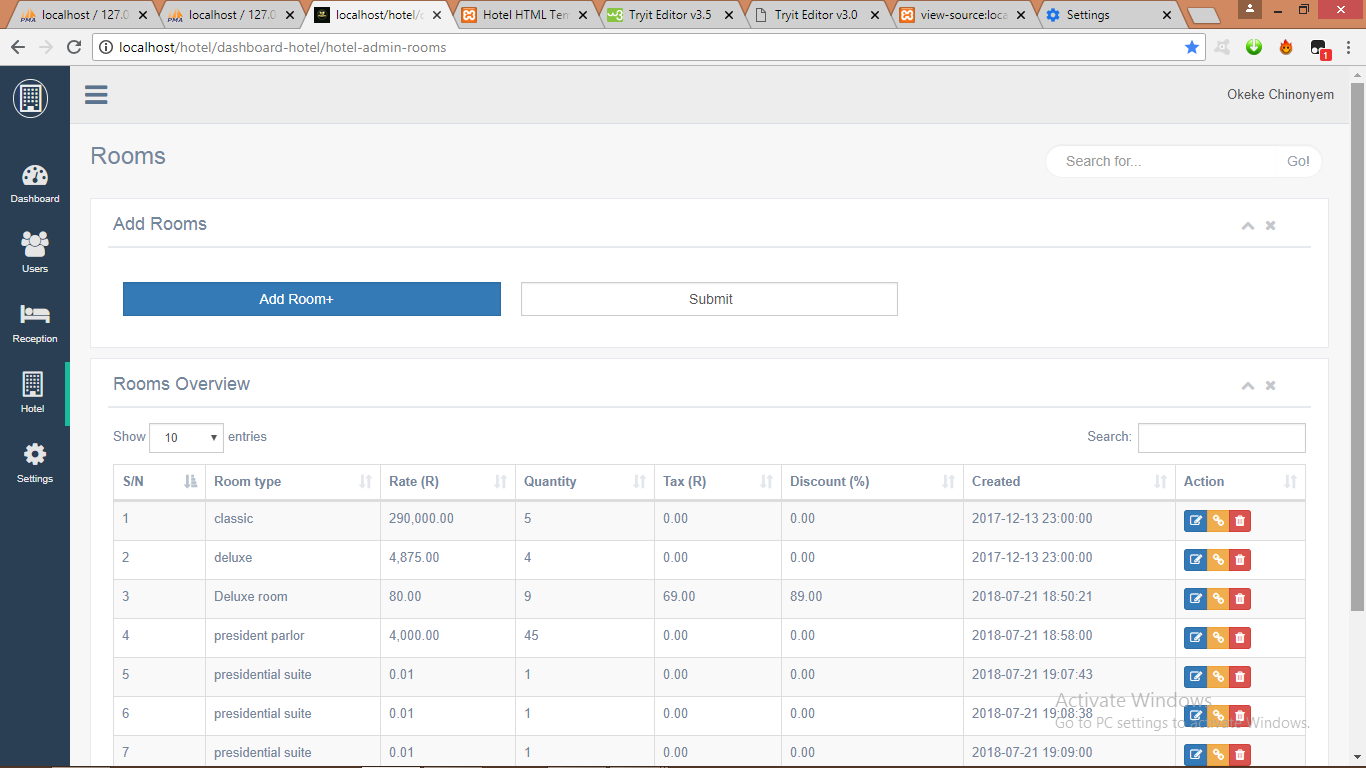 localhost / 127.0
localhost / 127.0
localhost/hotel/d
Hotel HTML Tem
Tryit Editor v3.5
Tryit Editor v3.0
view-source:loca
Settings
localhost/hotel/dashboard-hotel/hotel-admin-rooms
1
Okeke Chinonyem
Dashboard
Users
Reception
Hotel
Settings
Rooms
Search for... Go!
Add Rooms
Add Room+ Submit
Rooms Overview
Show 10 entries Search:
S/N Room type Rate (R) Quantity Tax (R) Discount (%) Created Action
1 classic 290,000.00 5 0.00 0.00 2017-12-13 23:00:00
2 deluxe 4,875.00 4 0.00 0.00 2017-12-13 23:00:00
3 Deluxe room 80.00 9 69.00 89.00 2018-07-21 18:50:21
4 president parlor 4,000.00 45 0.00 0.00 2018-07-21 18:58:00
5 presidential suite 0.01 1 0.00 0.00 2018-07-21 19:07:43
6 presidential suite 0.01 1 0.00 0.00 2018-07-21 19:08:38
7 presidential suite 0.01 1 0.00 0.00 2018-07-21 19:09:00
Activate Windows
Go to PC settings to activate Windows.